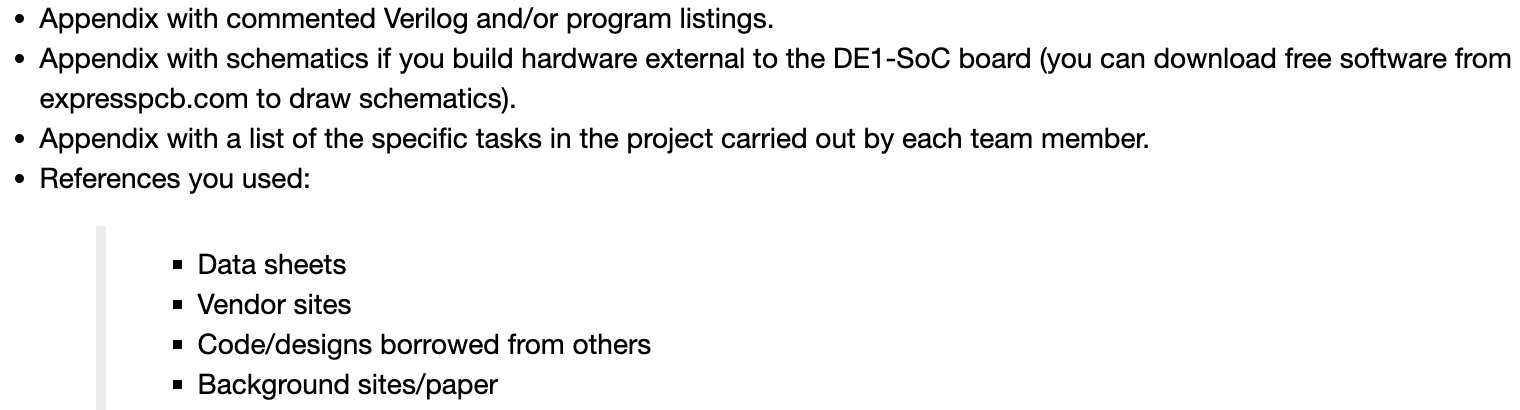 • Appendix with commented Verilog and/or program listings.
• Appendix with schematics if you build hardware external to the DE1-SoC board (you can download free software from
expresspcb.com to draw schematics).
• Appendix with a list of the specific tasks in the project carried out by each team member.
• References you used:
▪ Data sheets
▪ Vendor sites
▪ Code/designs borrowed from others
▪ Background sites/paper